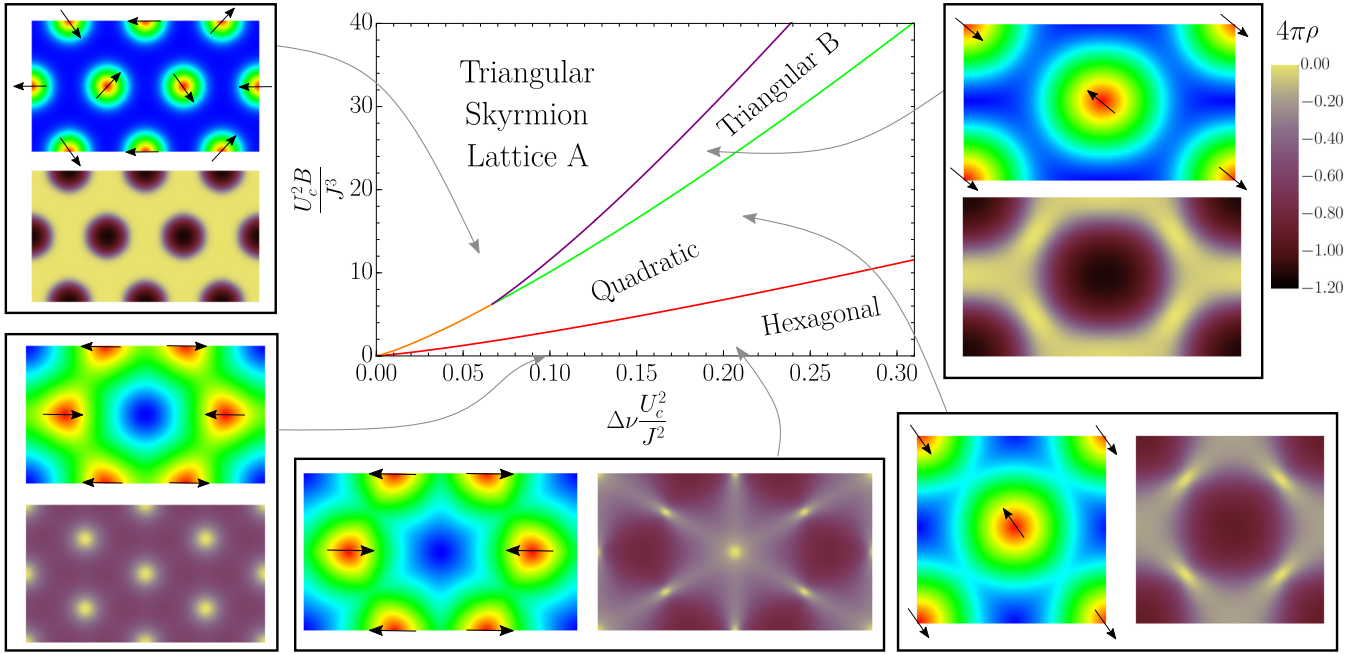 40
30
20
10
0
U_c^2 B
J^3
Triangular
Skyrmion
Lattice A
Triangular B
Quadratic
Hexagonal
0.00 0.05 0.10 0.15 0.20 0.25 0.30
Δν U_c^2
J^2
4πρ
0.00
−0.20
−0.40
−0.60
−0.80
−1.00
−1.20